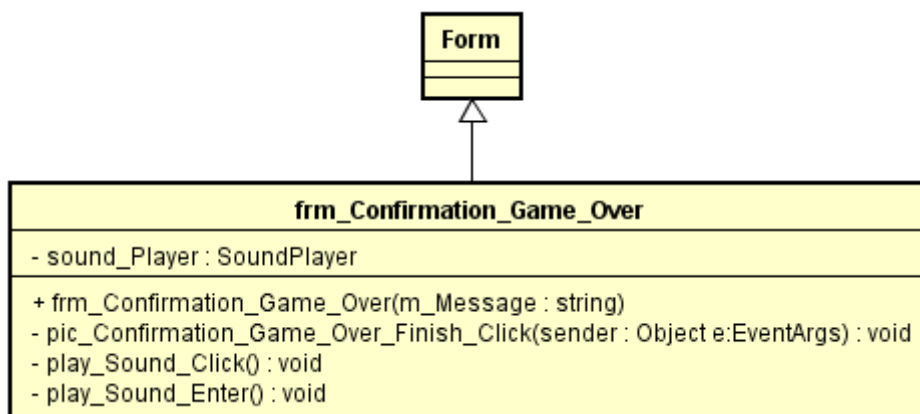 Form
frm_Confirmation_Game_Over
- sound_Player : SoundPlayer
+ frm_Confirmation_Game_Over(m_Message : string)
- pic_Confirmation_Game_Over_Finish_Click(sender : Object e:EventArgs) : void
- play_Sound_Click() : void
- play_Sound_Enter() : void